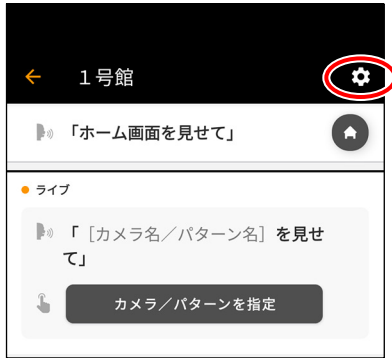 1号館
「ホーム画面を見せて」
ライブ
「［カメラ名／パターン名］を見せ
て」
カメラ／パターンを指定